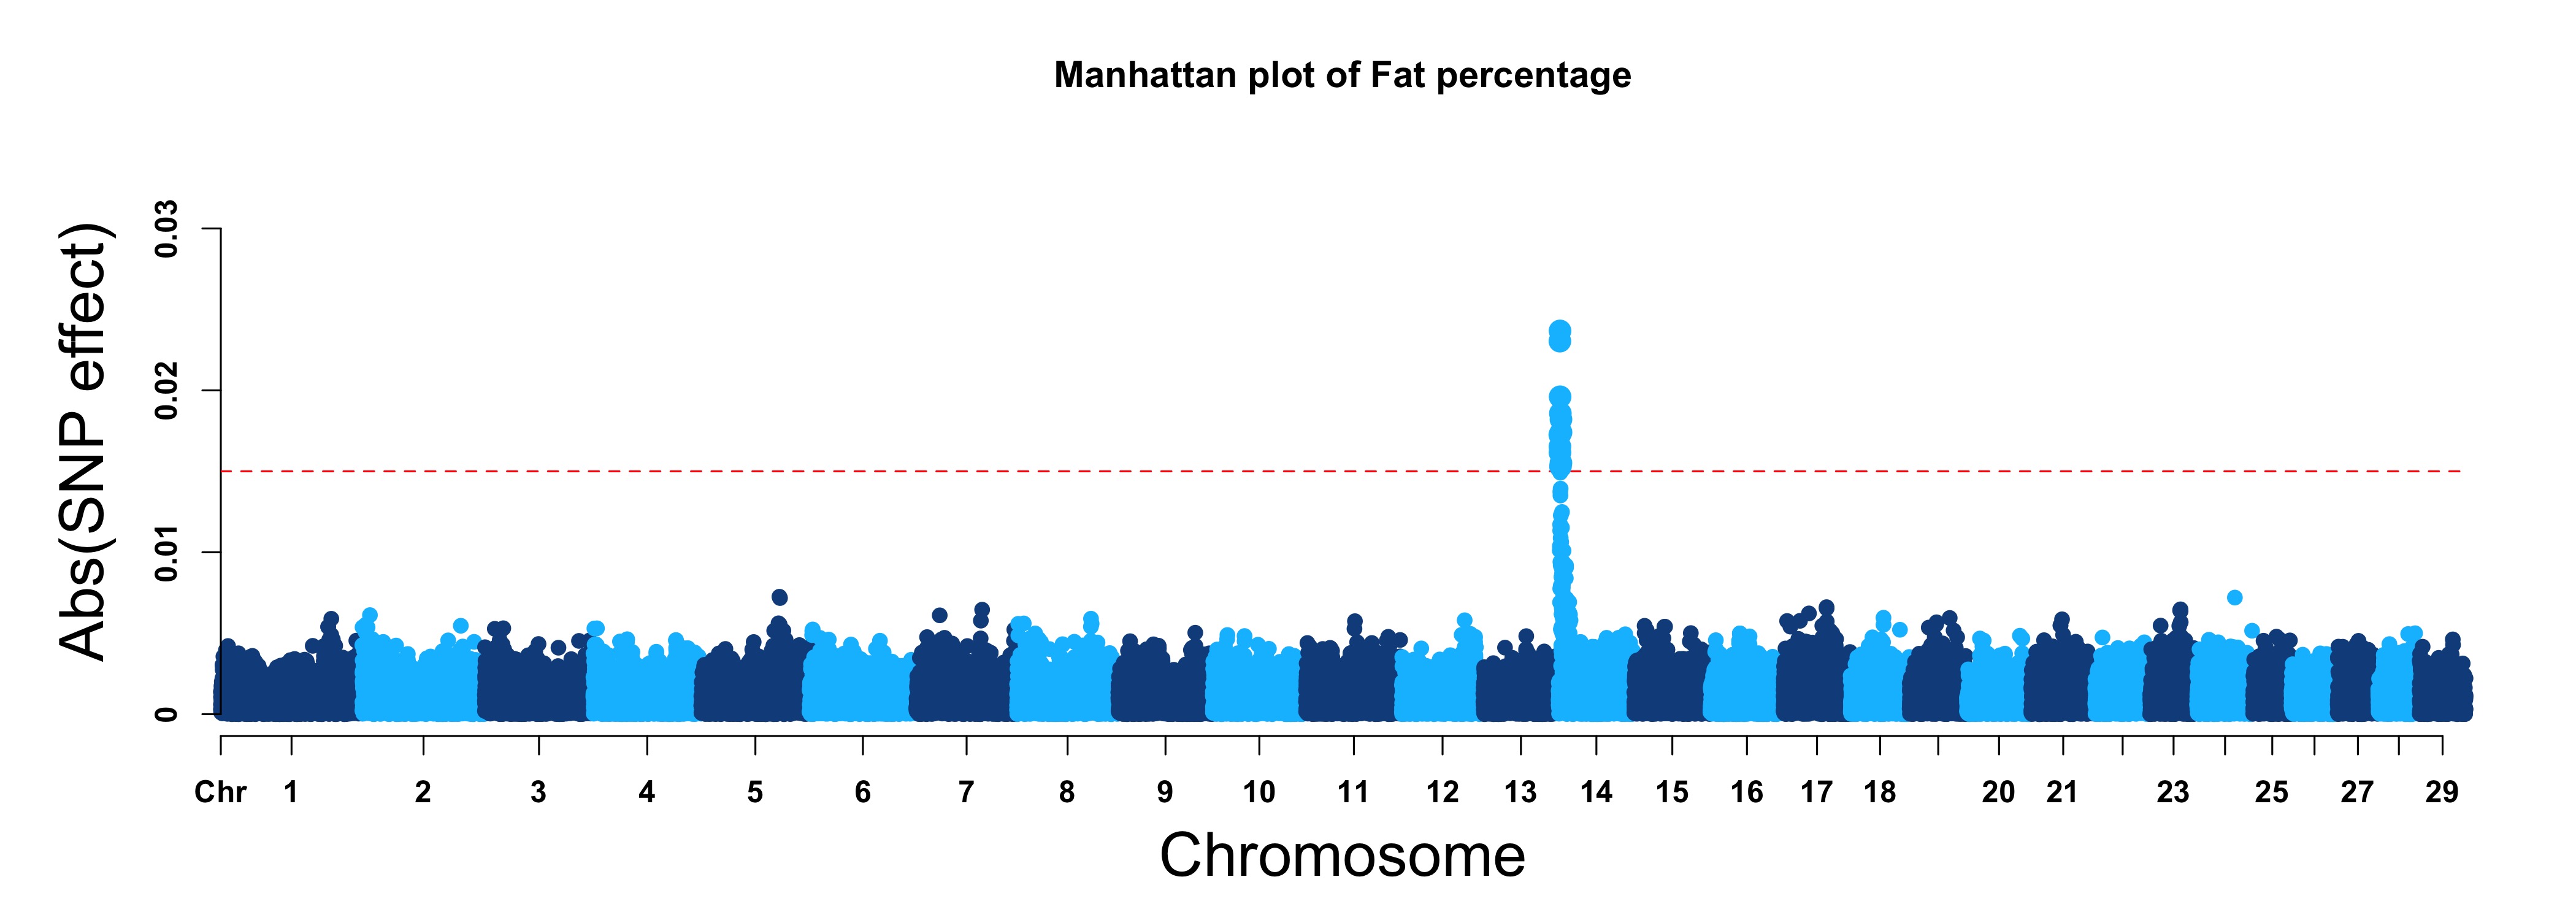 Manhattan plot of Fat percentage
Abs(SNP effect)
0.03
0.02
0.01
0
Chr 1 2 3 4 5 6 7 8 9 10 11 12 13 14 15 16 17 18 20 21 23 25 27 29
Chromosome